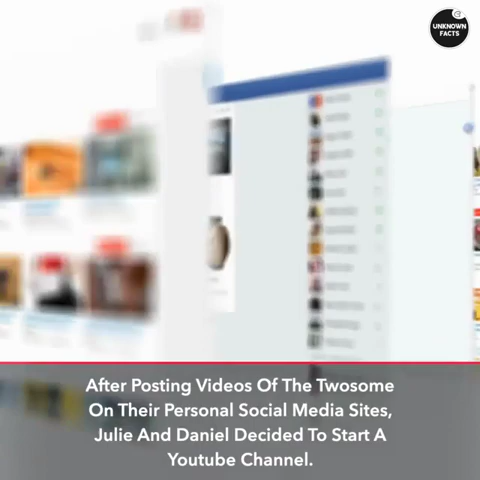 UNKNOWN
FACTS
After Posting Videos Of The Twosome
On Their Personal Social Media Sites,
Julie And Daniel Decided To Start A
Youtube Channel.